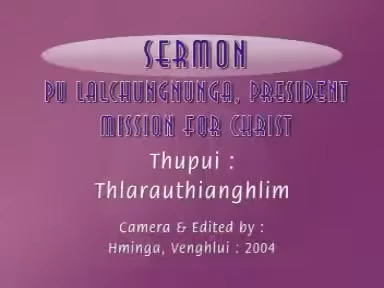 SERMON
PU LALCHUNGNUNGA, PRESIDENT
MISSION FOR CHRIST
Thupui :
Thlarauthianghlim
Camera & Edited by :
Hminga, Venghlui : 2004